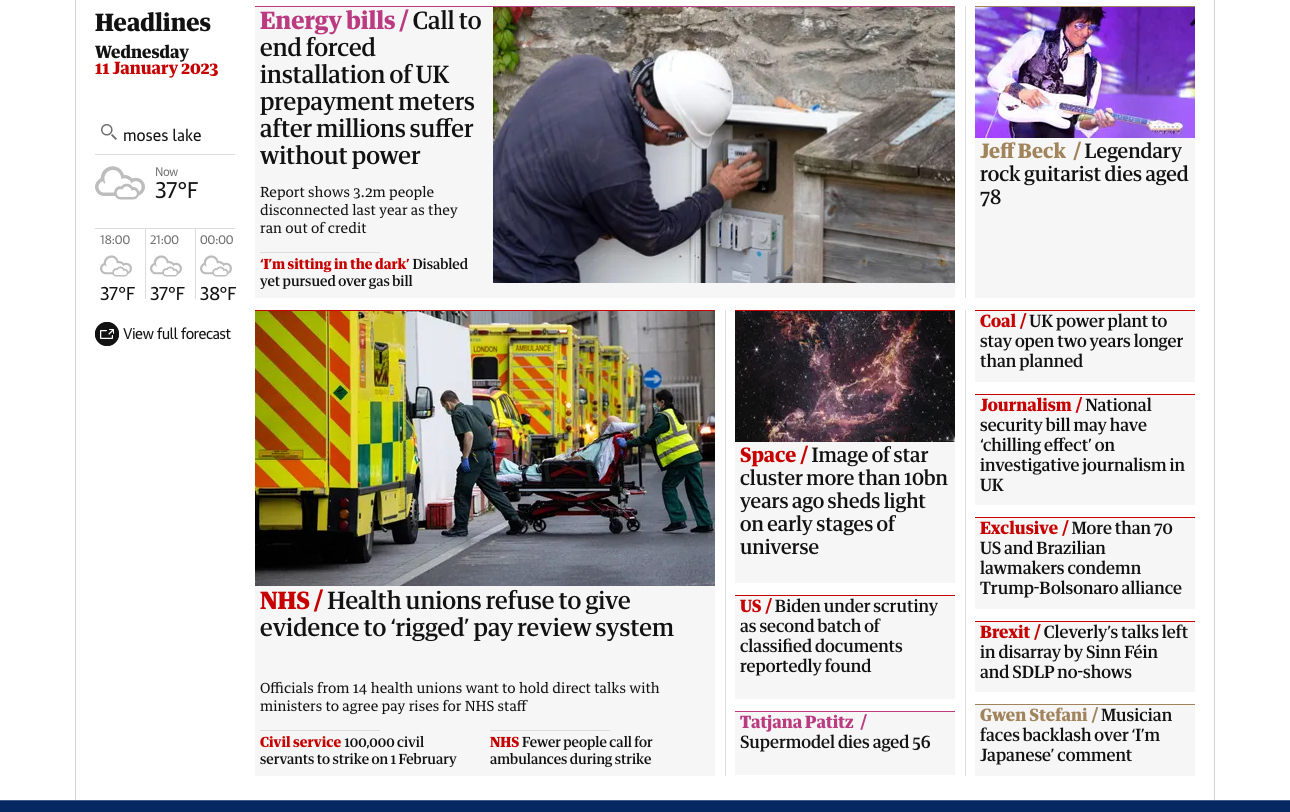 Headlines
Wednesday
11 January 2023
moses lake
Now
37°F
18:00
21:00
00:00
37°F
37°F
38°F
View full forecast
Energy bills / Call to
end forced
installation of UK
prepayment meters
after millions suffer
without power
Report shows 3.2m people
disconnected last year as they
ran out of credit
‘I’m sitting in the dark’ Disabled
yet pursued over gas bill
Jeff Beck / Legendary
rock guitarist dies aged
78
LONDON
AMBULANCE
NHS / Health unions refuse to give
evidence to ‘rigged’ pay review system
Officials from 14 health unions want to hold direct talks with
ministers to agree pay rises for NHS staff
Civil service 100,000 civil
servants to strike on 1 February
NHS Fewer people call for
ambulances during strike
Space / Image of star
cluster more than 10bn
years ago sheds light
on early stages of
universe
US / Biden under scrutiny
as second batch of
classified documents
reportedly found
Tatjana Patitz /
Supermodel dies aged 56
Coal / UK power plant to
stay open two years longer
than planned
Journalism / National
security bill may have
‘chilling effect’ on
investigative journalism in
UK
Exclusive / More than 70
US and Brazilian
lawmakers condemn
Trump-Bolsonaro alliance
Brexit / Cleverly’s talks left
in disarray by Sinn Féin
and SDLP no-shows
Gwen Stefani / Musician
faces backlash over ‘I’m
Japanese’ comment